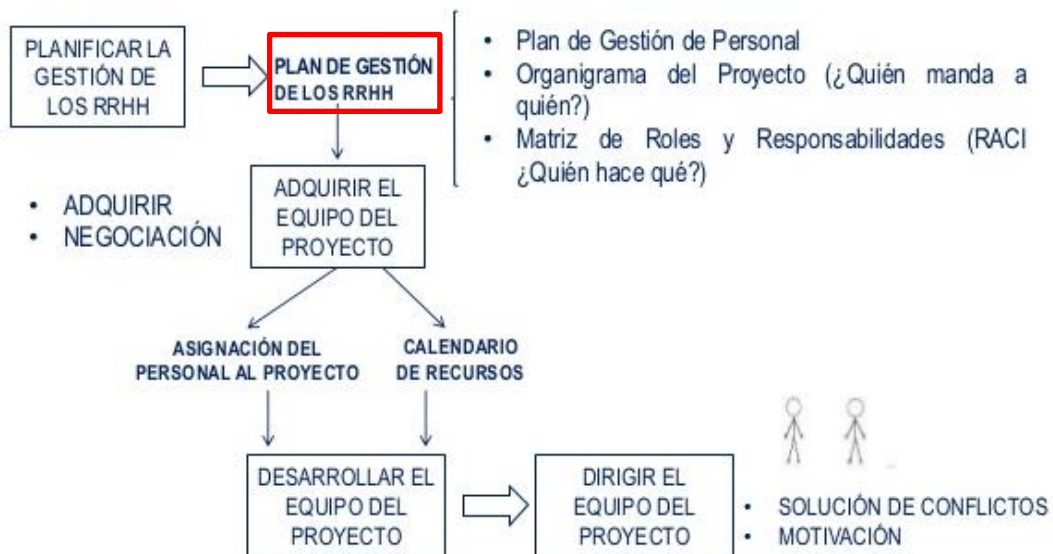 PLANIFICAR LA
GESTIÓN DE
LOS RRHH
PLAN DE GESTIÓN
DE LOS RRHH
• Plan de Gestión de Personal
• Organigrama del Proyecto (¿Quién manda a
quién?)
• Matriz de Roles y Responsabilidades (RACI
¿Quién hace qué?)
• ADQUIRIR
• NEGOCIACIÓN
ADQUIRIR EL
EQUIPO DEL
PROYECTO
ASIGNACIÓN DEL
PERSONAL AL PROYECTO
CALENDARIO
DE RECURSOS
DESARROLLAR EL
EQUIPO DEL
PROYECTO
DIRIGIR EL
EQUIPO DEL
PROYECTO
• SOLUCIÓN DE CONFLICTOS
• MOTIVACIÓN